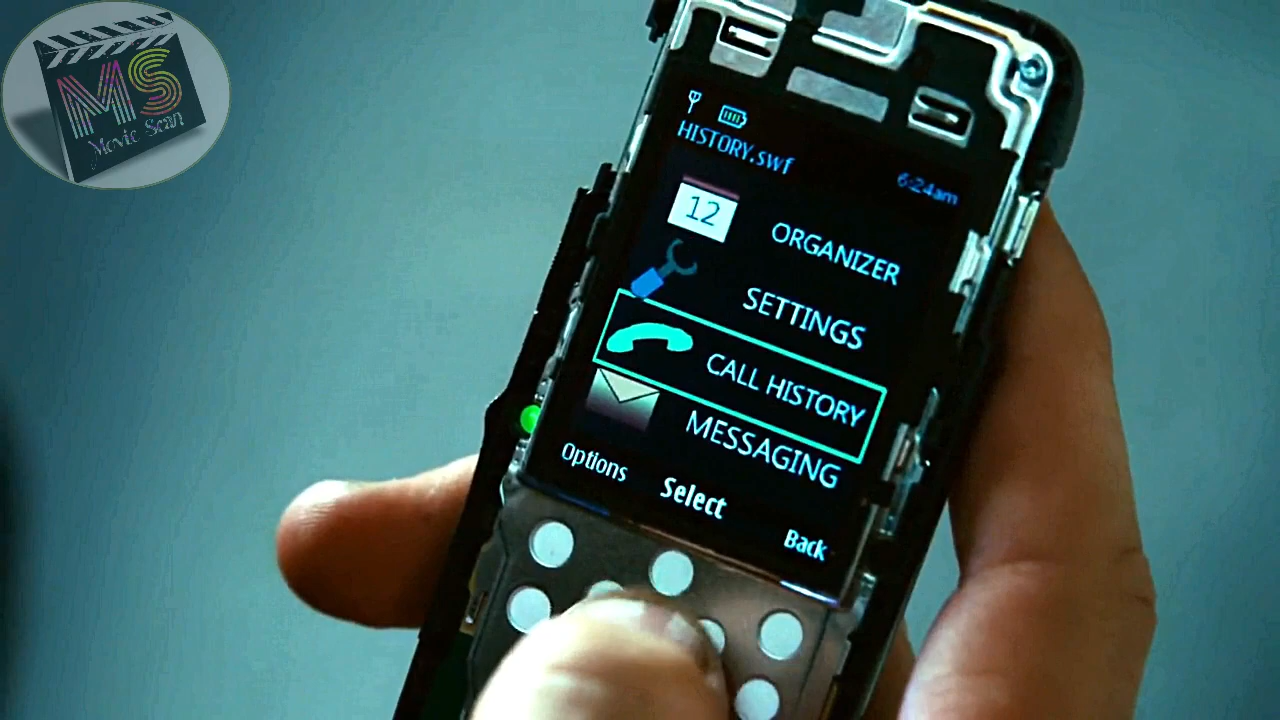 MS
Movie Scan
HISTORY.swf
6:24am
12
ORGANIZER
SETTINGS
CALL HISTORY
MESSAGING
Options
Select
Back